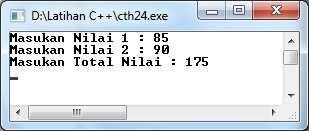 D:\Latihan C++\cth24.exe
Masukan Nilai 1 : 85
Masukan Nilai 2 : 90
Masukan Total Nilai : 175